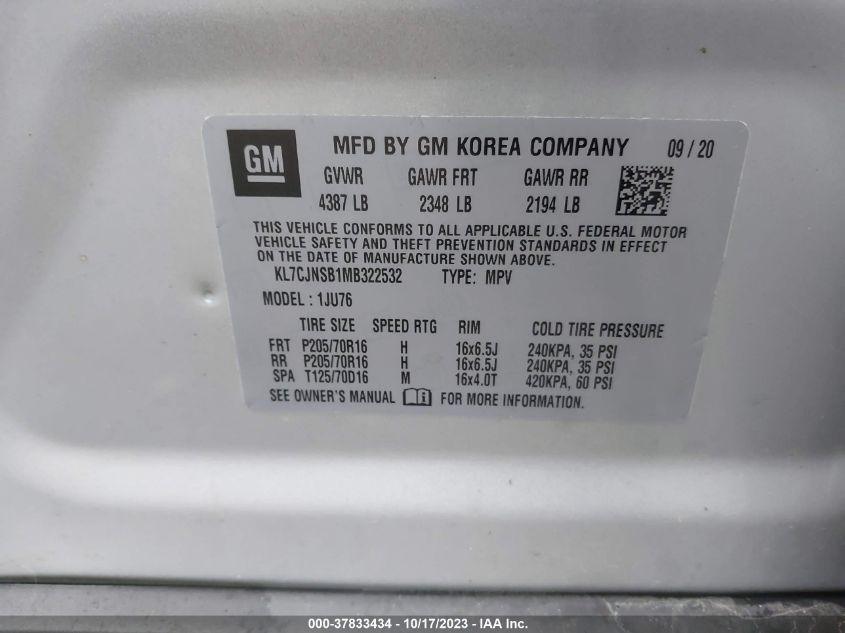 GM
MFD BY GM KOREA COMPANY 09 / 20
GVWR GAWR FRT GAWR RR
4387 LB 2348 LB 2194 LB
THIS VEHICLE CONFORMS TO ALL APPLICABLE U.S. FEDERAL MOTOR
VEHICLE SAFETY AND THEFT PREVENTION STANDARDS IN EFFECT
ON THE DATE OF MANUFACTURE SHOWN ABOVE.
KL7CJNSB1MB322532 TYPE: MPV
MODEL : 1JU76
TIRE SIZE SPEED RTG RIM COLD TIRE PRESSURE
FRT P205/70R16 H 16x6.5J 240KPA, 35 PSI
RR P205/70R16 H 16x6.5J 240KPA, 35 PSI
SPA T125/70D16 M 16x4.0T 420KPA, 60 PSI
SEE OWNER'S MANUAL i FOR MORE INFORMATION.
000-37833434 - 10/17/2023 - IAA Inc.